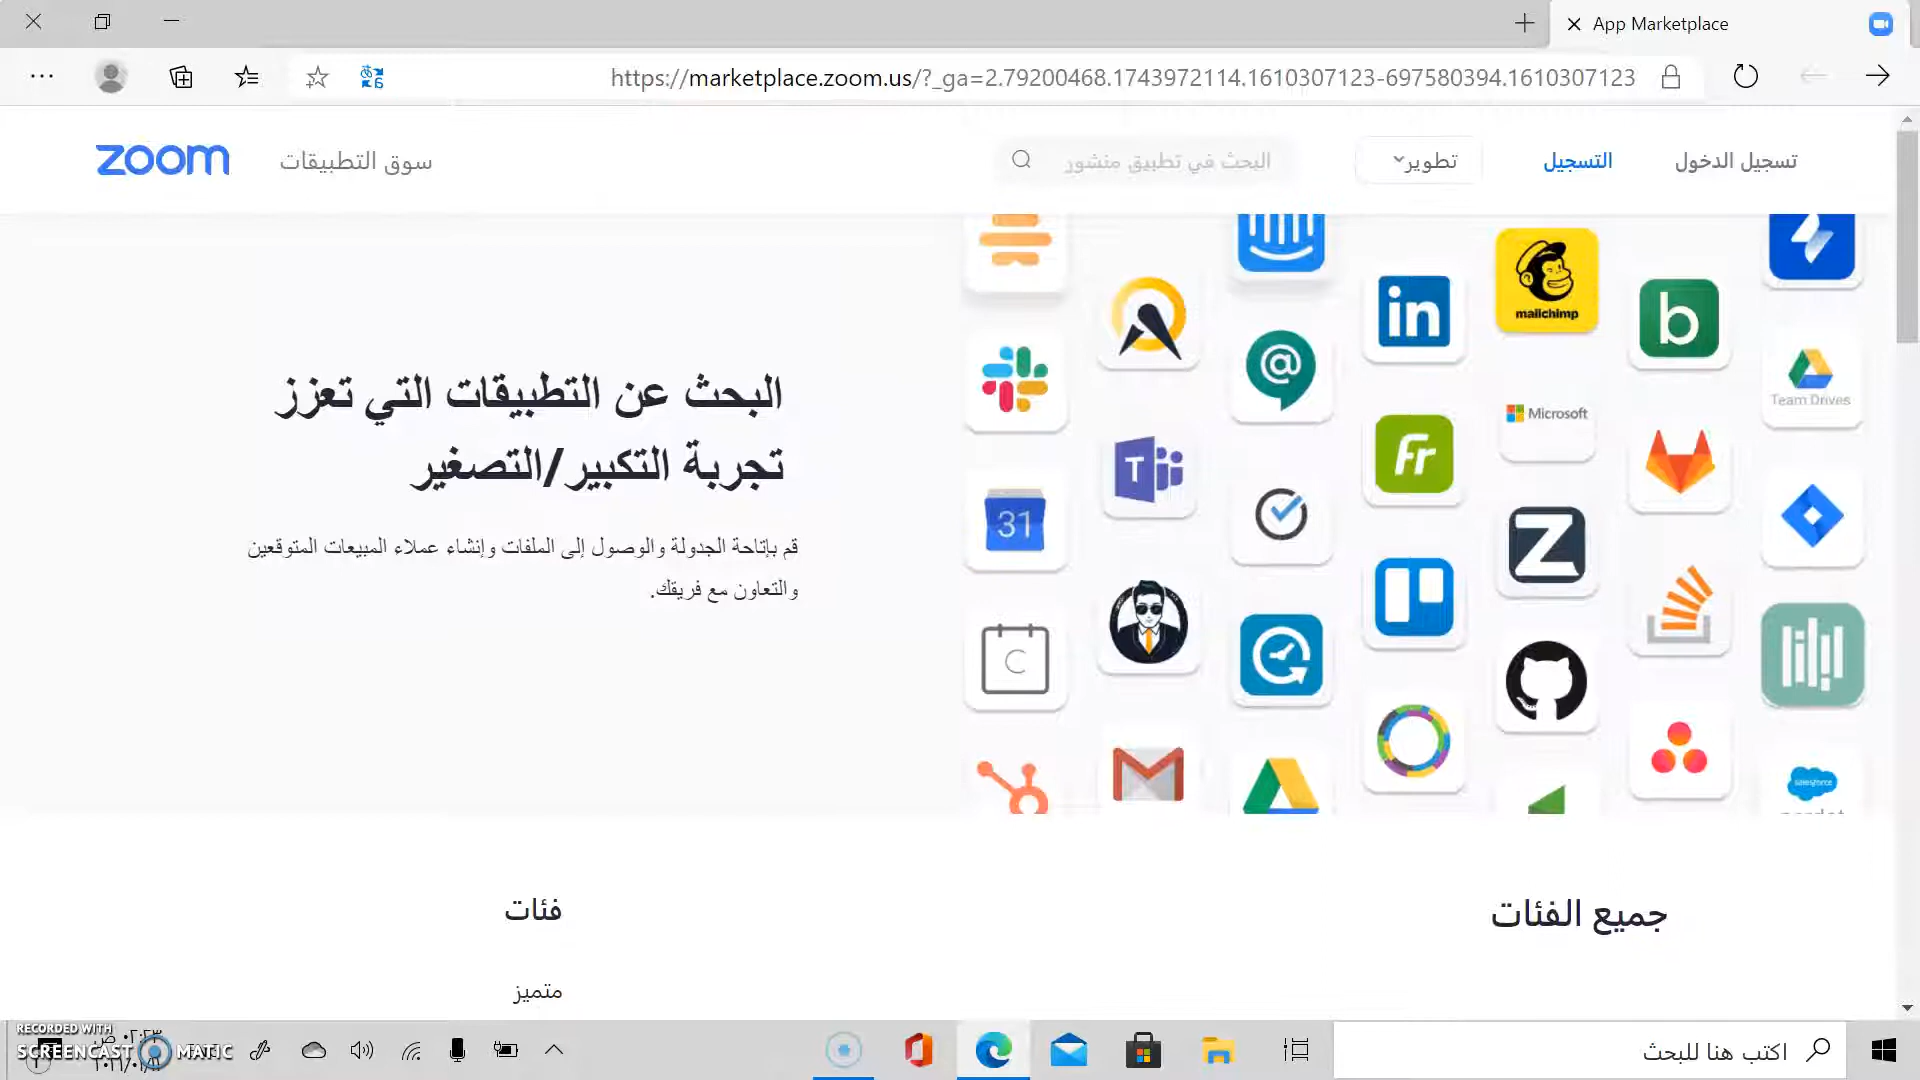 App Marketplace
https://marketplace.zoom.us/?_ga=2.79200468.1743972114.1610307123-697580394.1610307123
zoom
سوق التطبيقات
البحث في تطبيق منشور
تطوير
التسجيل
تسجيل الدخول
البحث عن التطبيقات التي تعزز
تجربة التكبير/التصغير
قم بإتاحة الجدولة والوصول إلى الملفات وإنشاء عملاء المبيعات المتوقعين
والتعاون مع فريقك.
in
mailchimp
b
@
Microsoft
Team Drives
T
Fr
31
Z
C
salesforce
جميع الفئات
فئات
متميز
RECORDED WITH
SCREENCAST MATIC
اكتب هنا للبحث